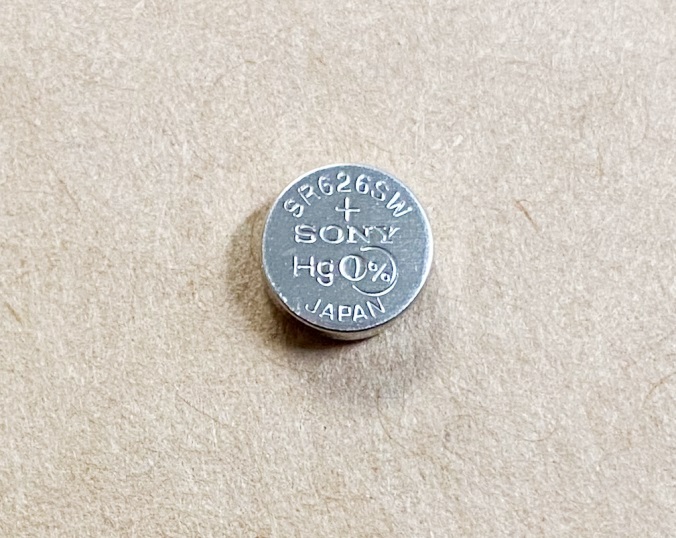 SR626SW
+
SONY
Hg0%
JAPAN